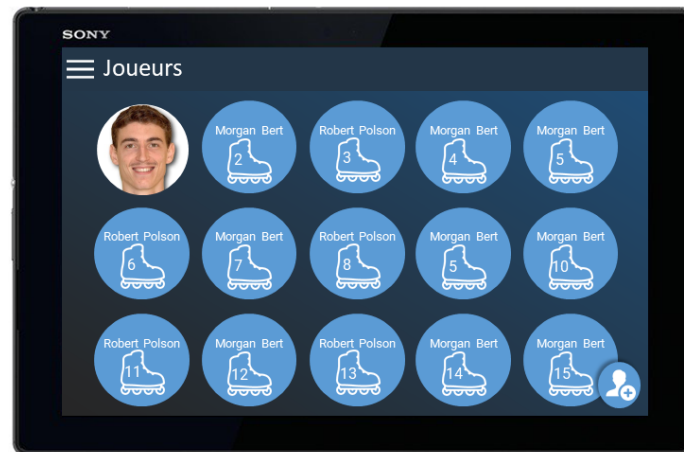 SONY
Joueurs
Morgan Bert
2
Robert Polson
3
Morgan Bert
4
Morgan Bert
5
Robert Polson
6
Morgan Bert
7
Robert Polson
8
Morgan Bert
5
Morgan Bert
10
Robert Polson
11
Morgan Bert
12
Robert Polson
13
Morgan Bert
14
Morgan Bert
15